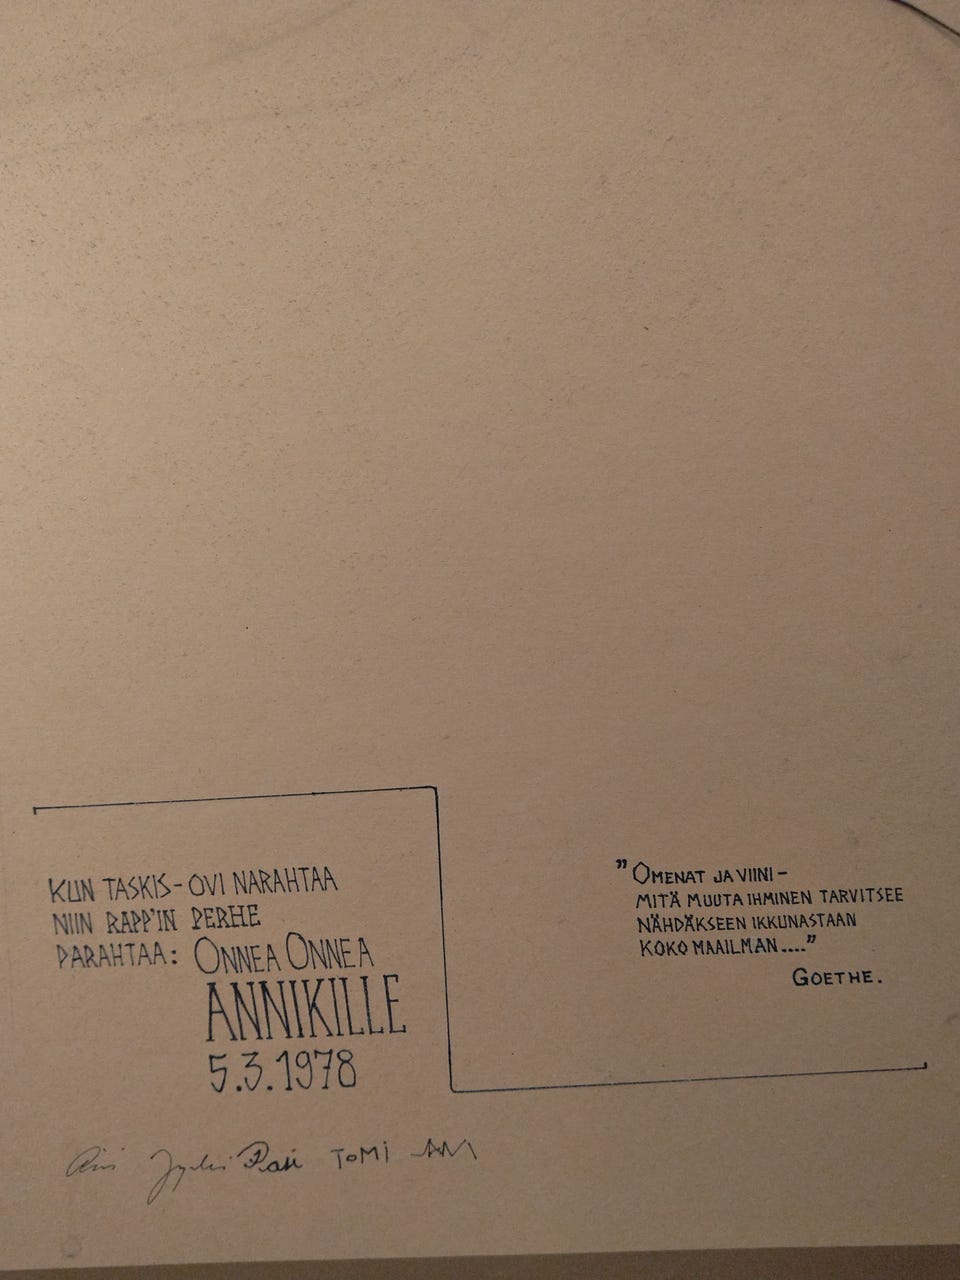 KUN TASKIS-OVI NARAHTAA
NIIN RAPP'IN PERHE
PARAHTAA: ONNEA ONNEA
ANNIKILLE
5.3.1978
"OMENAT JA VIINI-
MITÄ MUUTA IHMINEN TARVITSEE
NÄHDÄKSEEN IKKUNASTAAN
KOKO MAAILMAN...."
GOETHE.
Pasi TOMI